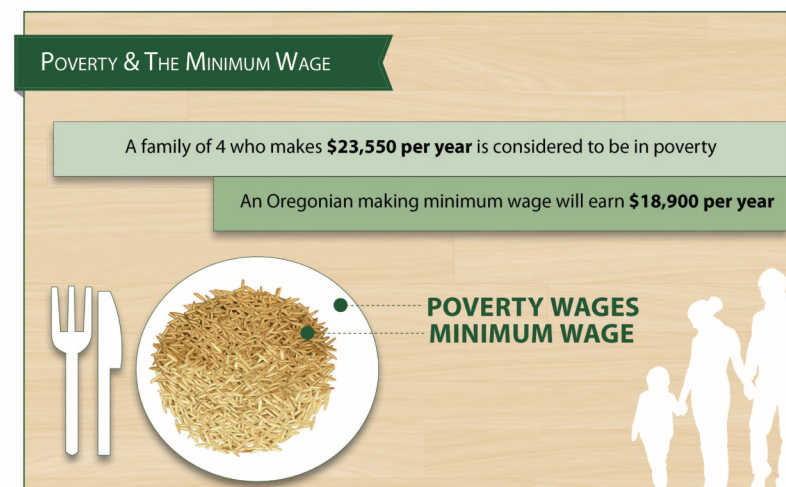 POVERTY & THE MINIMUM WAGE
A family of 4 who makes $23,550 per year is considered to be in poverty
An Oregonian making minimum wage will earn $18,900 per year
POVERTY WAGES
MINIMUM WAGE